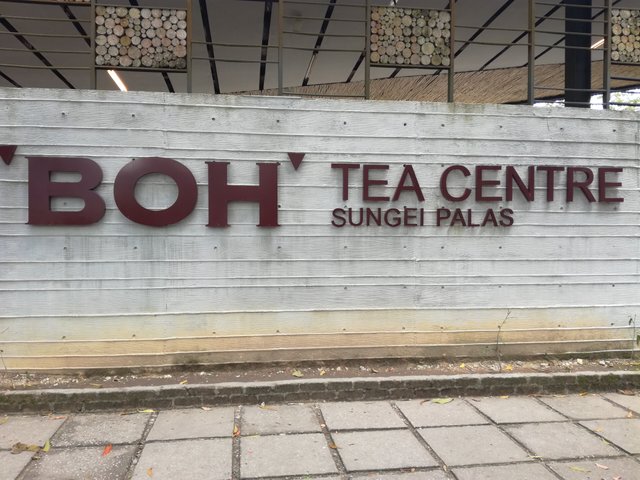 BOH TEA CENTRE
SUNGEI PALAS